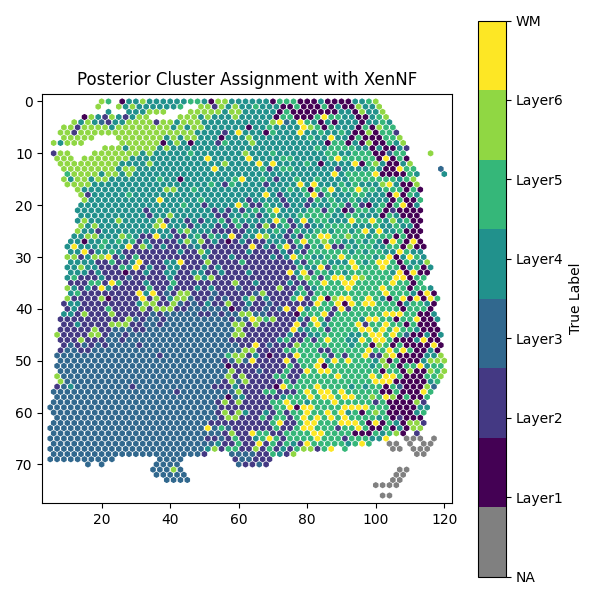 Posterior Cluster Assignment with XenNF
0
10
20
30
40
50
60
70
20
40
60
80
100
120
WM
Layer6
Layer5
Layer4
Layer3
Layer2
Layer1
NA
True Label